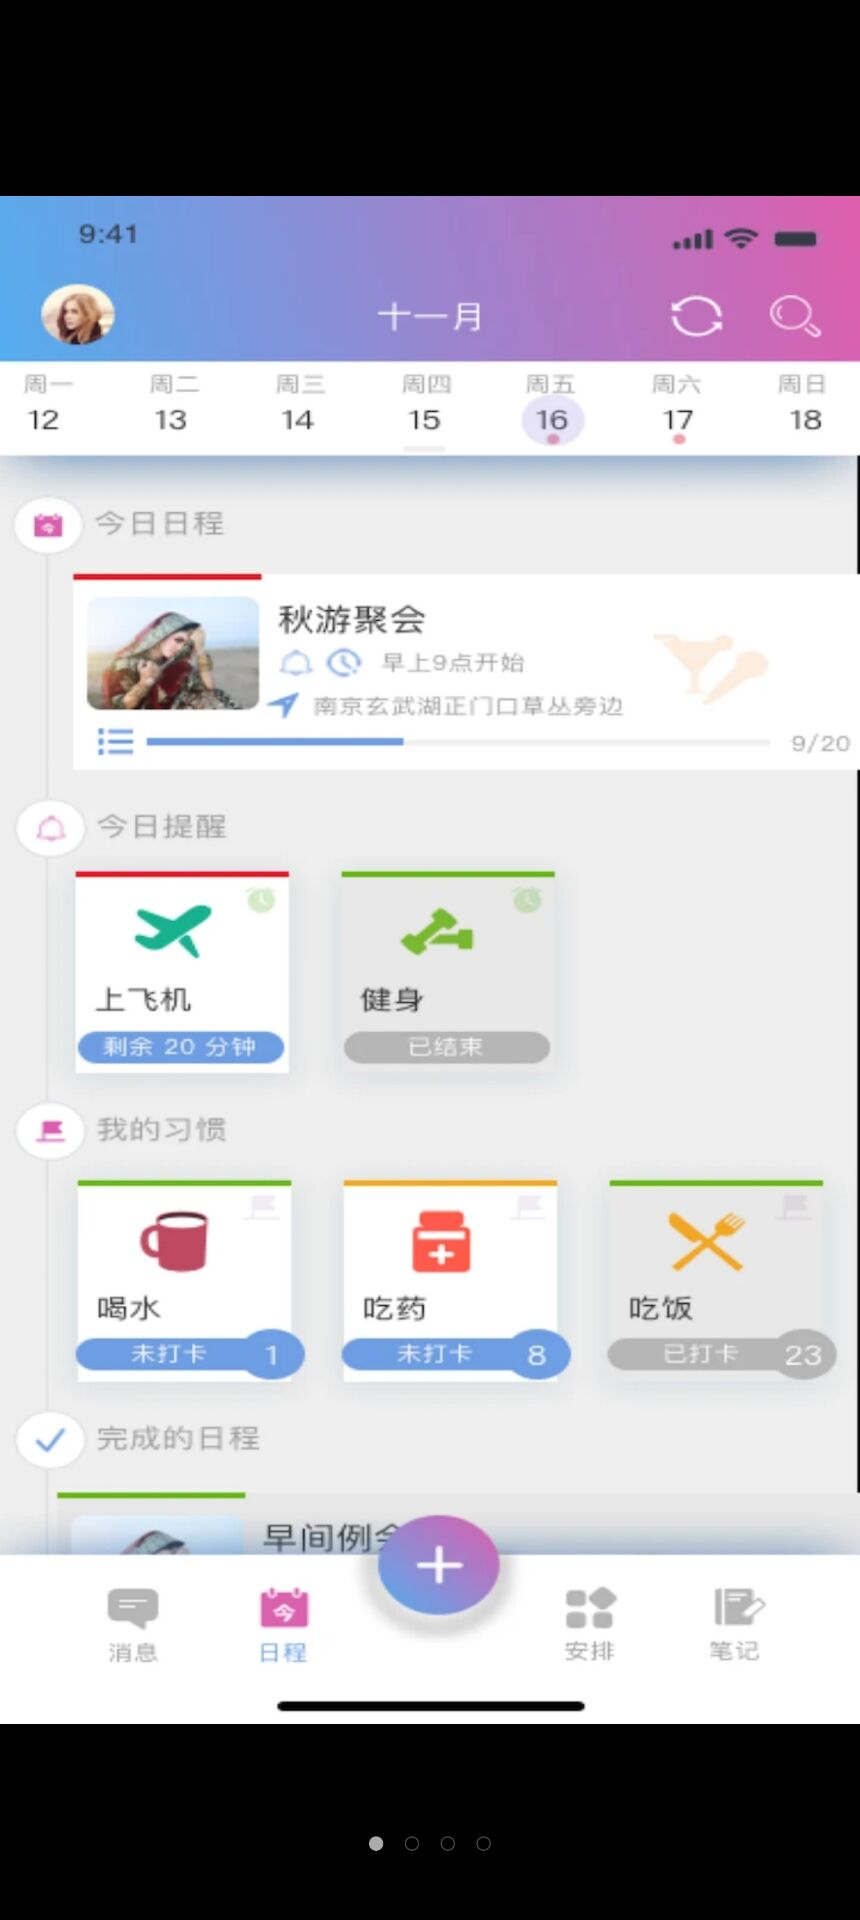 9:41
十一月
周一 周二 周三 周四 周五 周六 周日
12 13 14 15 16 17 18
今日日程
秋游聚会
早上9点开始
南京玄武湖正门口草丛旁边
9/20
今日提醒
上飞机 健身
剩余 20 分钟 已结束
我的习惯
喝水 吃药 吃饭
未打卡 1 未打卡 8 已打卡 23
完成的日程
早间例会
今
消息 日程 安排 笔记